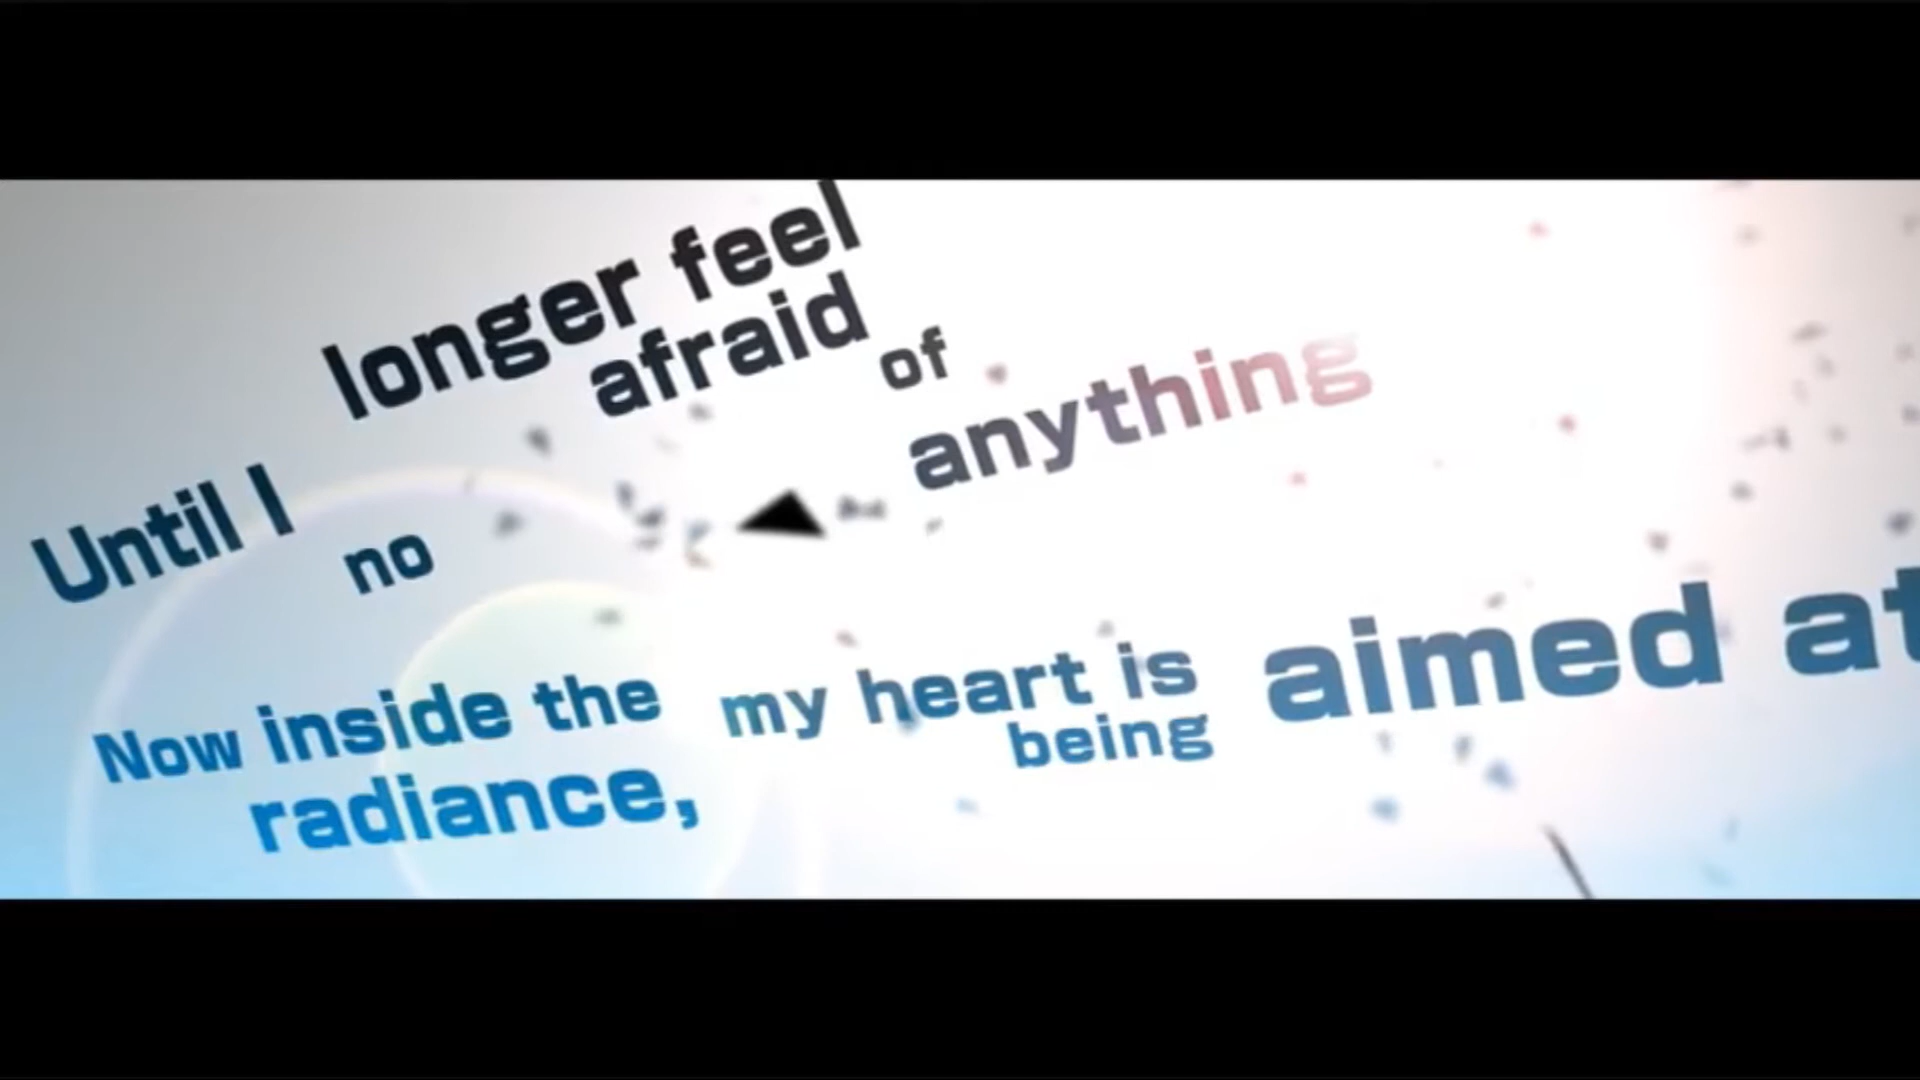 Until I no longer feel
afraid of anything
Now inside the my heart is aimed at
radiance, being